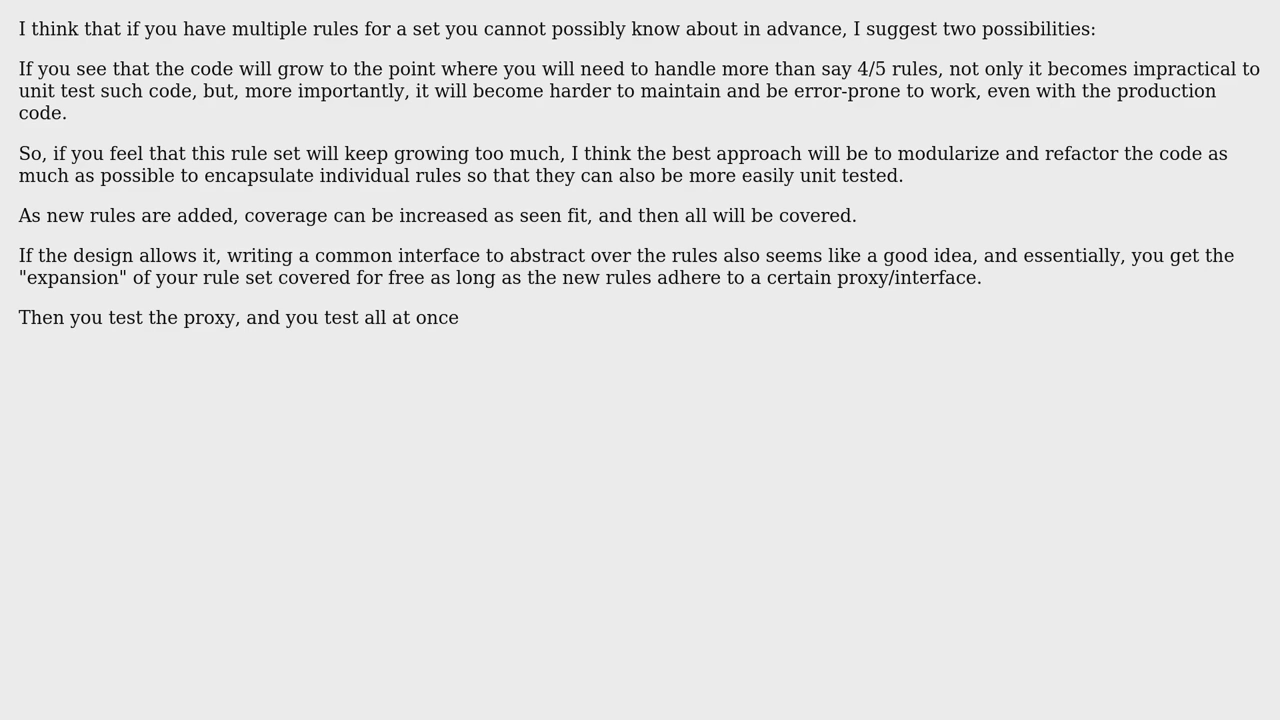 I think that if you have multiple rules for a set you cannot possibly know about in advance, I suggest two possibilities:
If you see that the code will grow to the point where you will need to handle more than say 4/5 rules, not only it becomes impractical to
unit test such code, but, more importantly, it will become harder to maintain and be error-prone to work, even with the production
code.
So, if you feel that this rule set will keep growing too much, I think the best approach will be to modularize and refactor the code as
much as possible to encapsulate individual rules so that they can also be more easily unit tested.
As new rules are added, coverage can be increased as seen fit, and then all will be covered.
If the design allows it, writing a common interface to abstract over the rules also seems like a good idea, and essentially, you get the
"expansion" of your rule set covered for free as long as the new rules adhere to a certain proxy/interface.
Then you test the proxy, and you test all at once